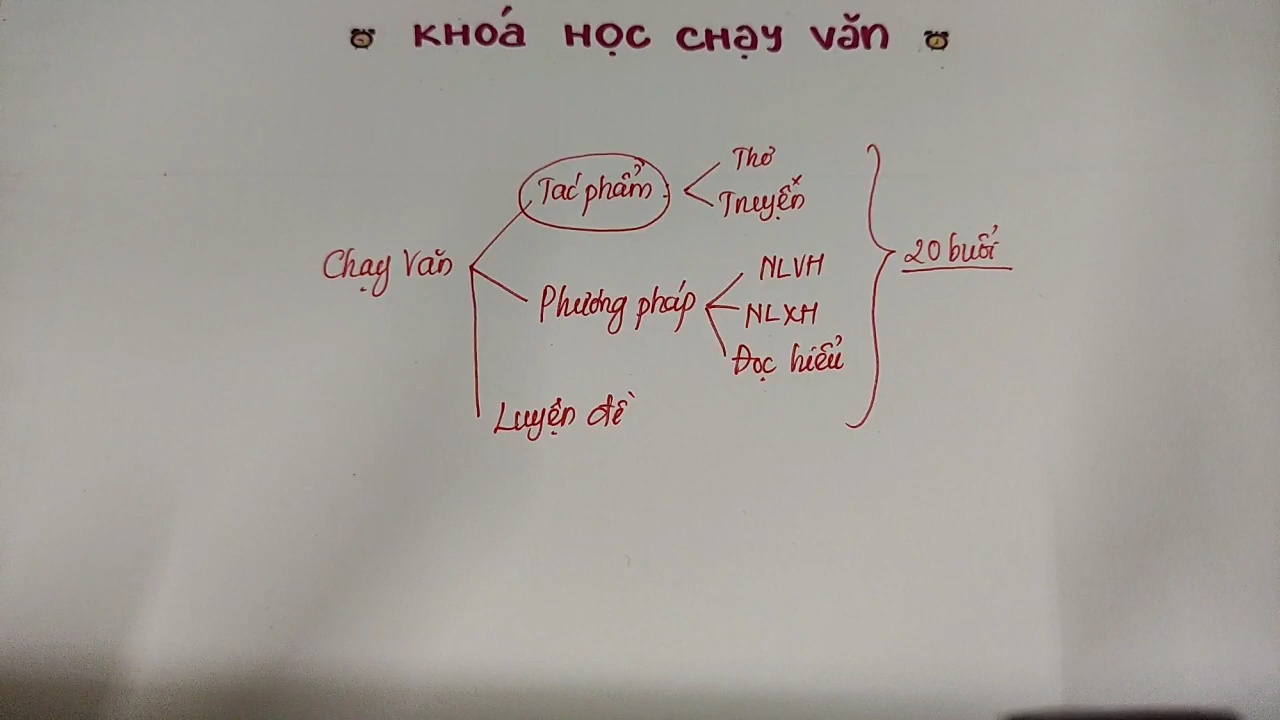 KHOÁ HỌC CHẠY VĂN
Chạy Văn
Tác phẩm
Thơ
Truyện
Phương pháp
NLVH
NLXH
Đọc hiểu
Luyện đề
20 buổi